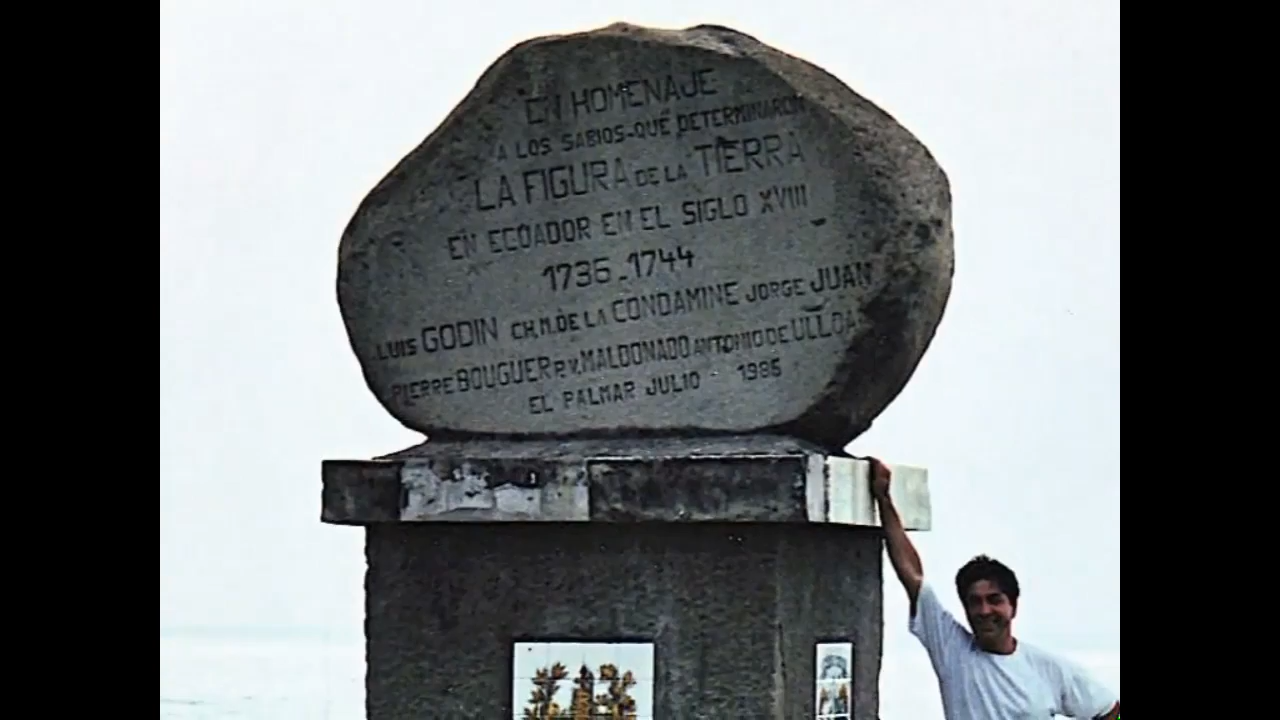 EN HOMENAJE
A LOS SABIOS-QUE DETERMINARON
LA FIGURA DE LA TIERRA
EN ECUADOR EN EL SIGLO XVIII
1736-1744
LUIS GODIN CH.M.DE LA CONDAMINE JORGE JUAN
PIERRE BOUGUER P.V.MALDONADO ANTONIO DE ULLOA
EL PALMAR JULIO - 1986